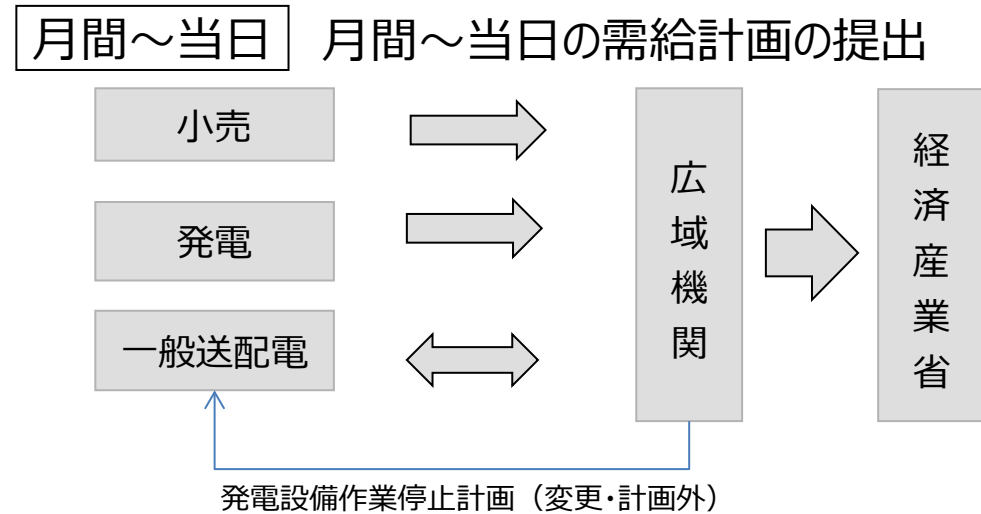 月間～当日 月間～当日の需給計画の提出
小売
発電
一般送配電
広域機関
経済産業省
発電設備作業停止計画（変更・計画外）